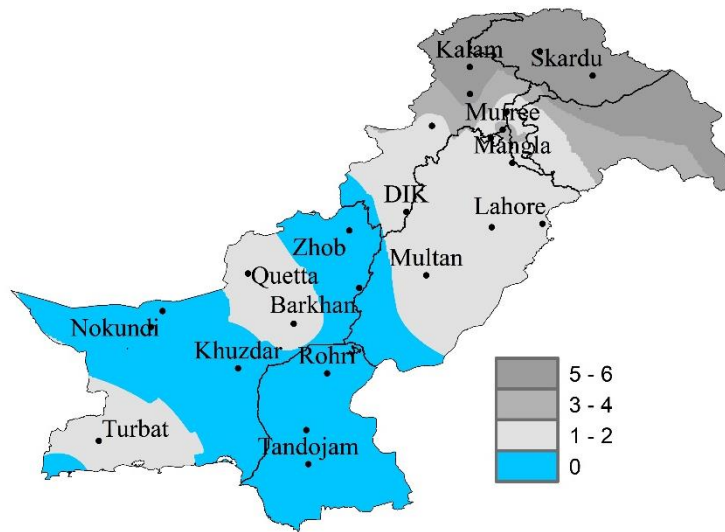 Kalam
Skardu
Murree
Mangla
DIK
Lahore
Zhob
Multan
Quetta
Barkhan
Nokundi
Khuzdar
Rohri
Turbat
Tandojam
5 - 6
3 - 4
1 - 2
0